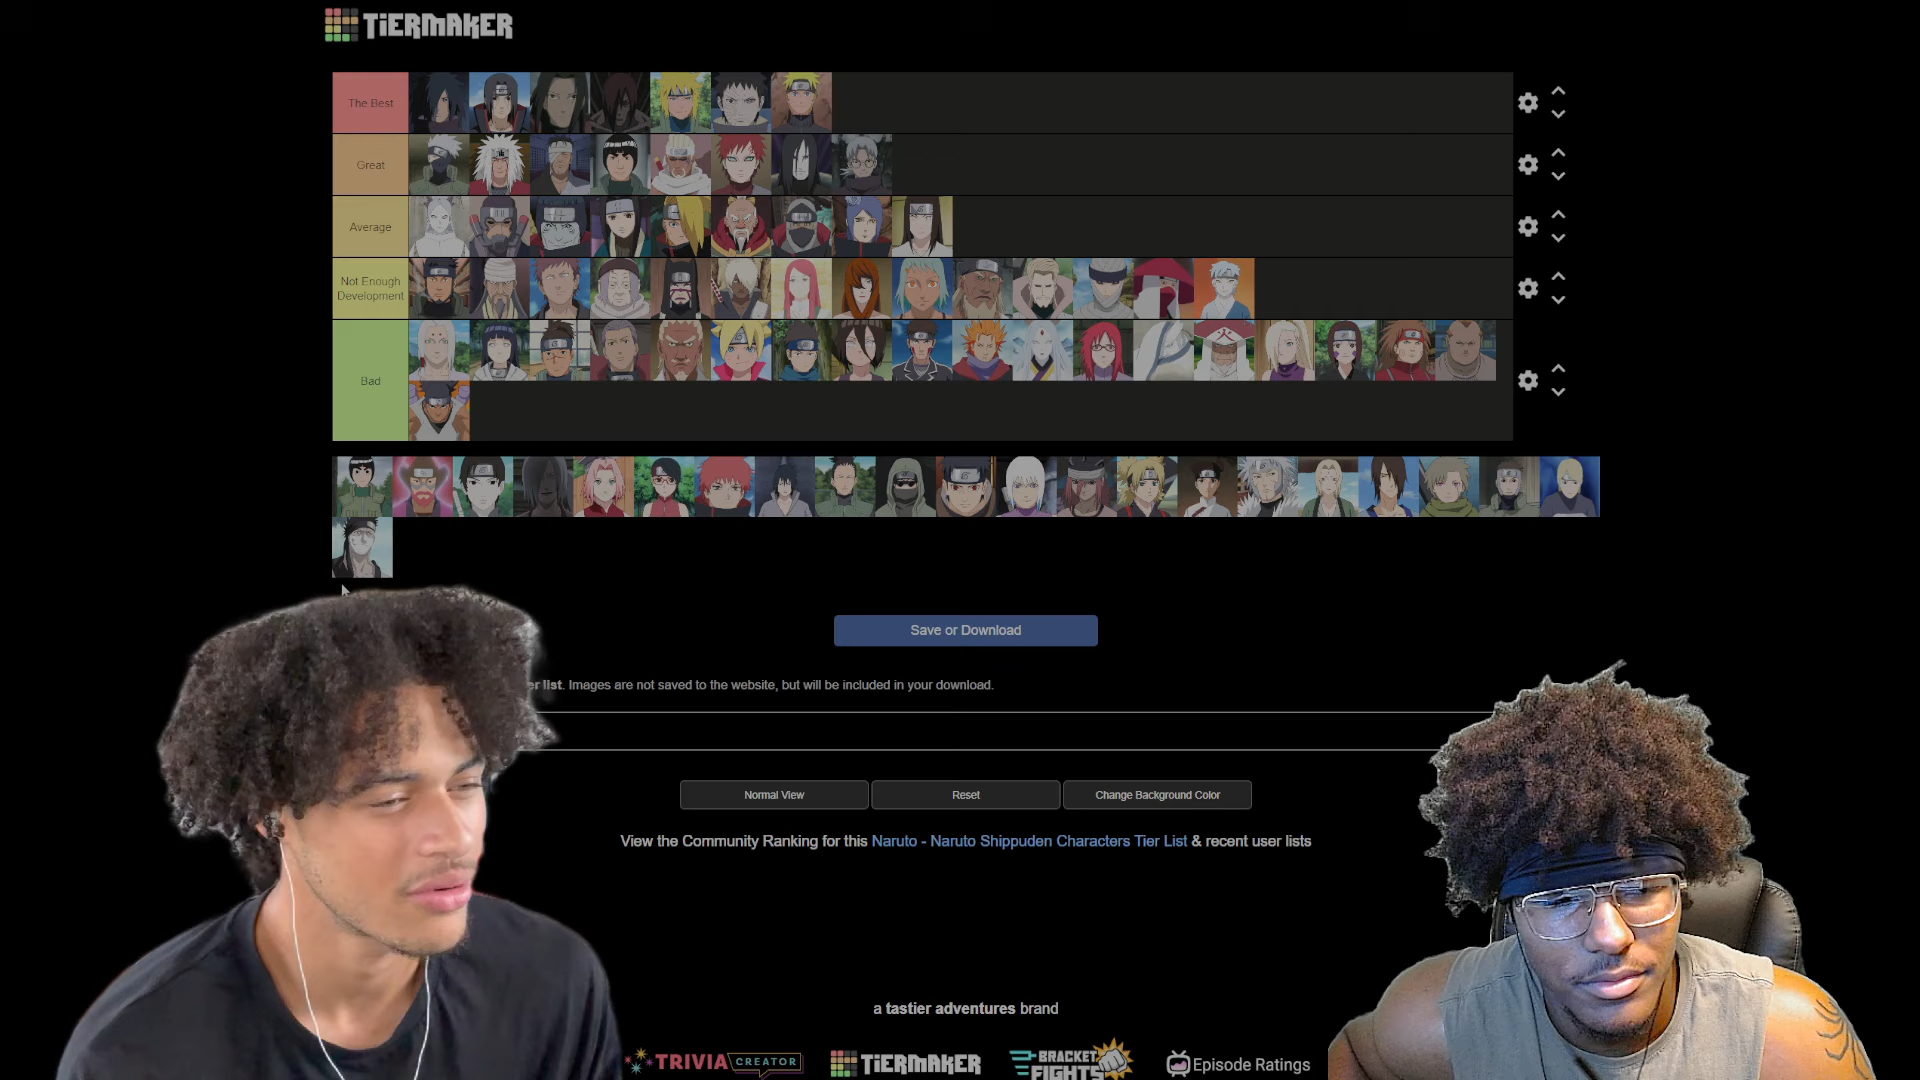 TiERMAKER
The Best
Great
Average
Not Enough
Development
Bad
Save or Download
er list. Images are not saved to the website, but will be included in your download.
Normal View
Reset
Change Background Color
View the Community Ranking for this Naruto - Naruto Shippuden Characters Tier List & recent user lists
a tastier adventures brand
TRIVIA CREATOR
TiERMAKER
BRACKET
FIGHTS
Episode Ratings